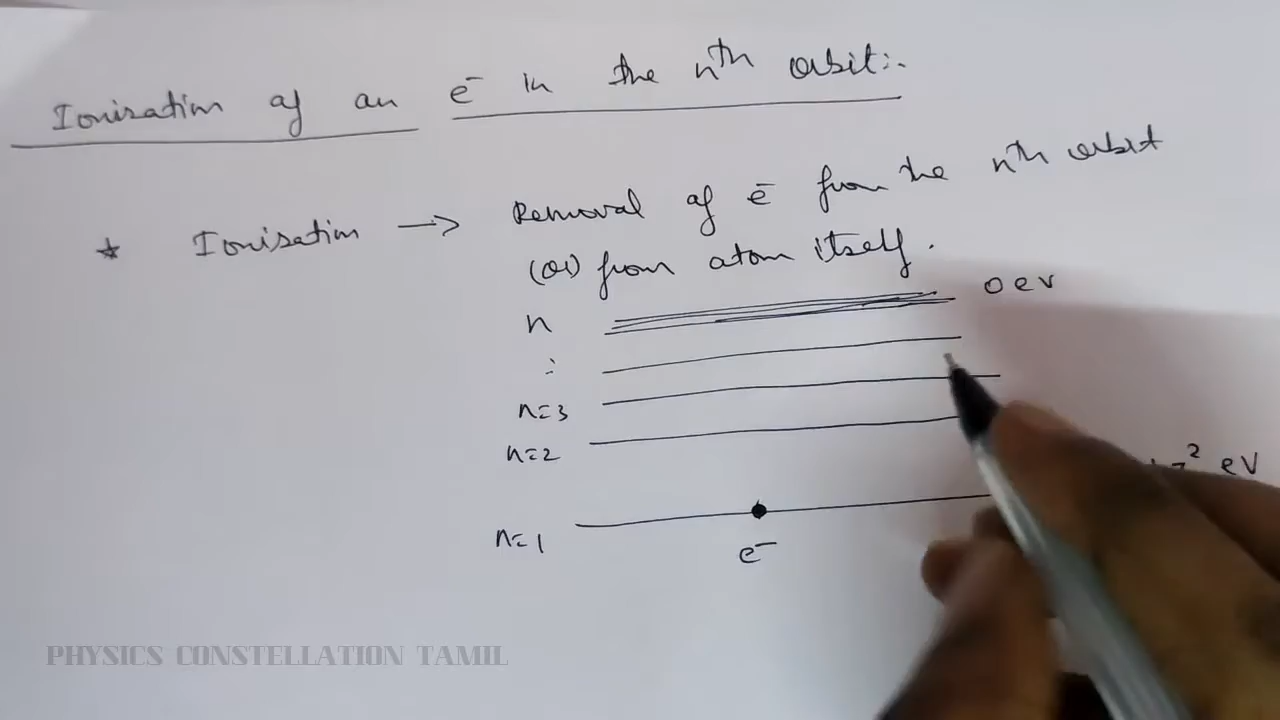 Ionisation of an e⁻ in the nth orbit:-
* Ionisation → Removal of e⁻ from the nth orbit
(or) from atom itself.
n 0 eV
:
n=3
n=2
² eV
n=1
e⁻
PHYSICS CONSTELLATION TAMIL